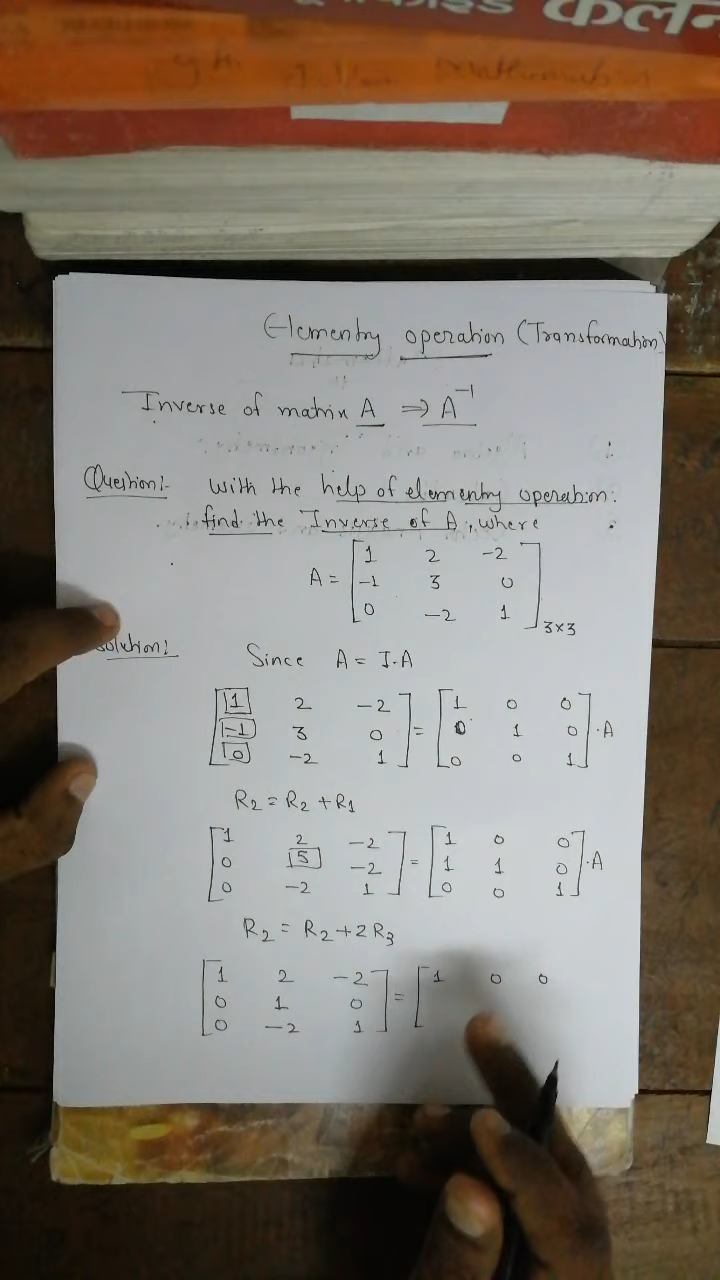 कलन
Elementry operation (Transformation)
Inverse of matrix A ⇒ A⁻¹
Question:- with the help of elementry operation.
find the Inverse of A, where
A = [1 2 -2
-1 3 0
0 -2 1] 3×3
Solution:
Since A = I.A
[1 2 -2 ] = [1 0 0 ] .A
[-1 3 0 ] [0 1 0 ]
[0 -2 1 ] [0 0 1 ]
R₂ = R₂ + R₁
[1 2 -2 ] = [1 0 0 ] .A
[0 5 -2 ] [1 1 0 ]
[0 -2 1 ] [0 0 1 ]
R₂ = R₂ + 2R₃
[1 2 -2 ] = [1 0 0
[0 1 0 ]
[0 -2 1 ]